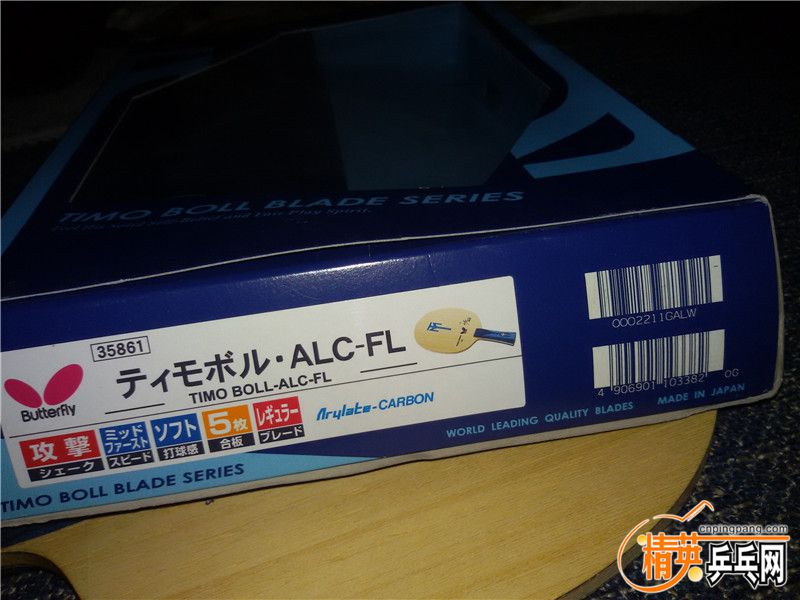 TIMO BOLL BLADE SERIES
35861
ティモボル・ALC-FL
TIMO BOLL-ALC-FL
Butterfly
攻撃
シェーク
ミッド
ファースト
スピード
ソフト
打球感
5枚
合板
レギュラー
ブレード
Arylate-CARBON
0002211GALW
4 906901 103382 0G
WORLD LEADING QUALITY BLADES MADE IN JAPAN
TIMO BOLL BLADE SERIES
cnpingpang.com
精英乒乓网